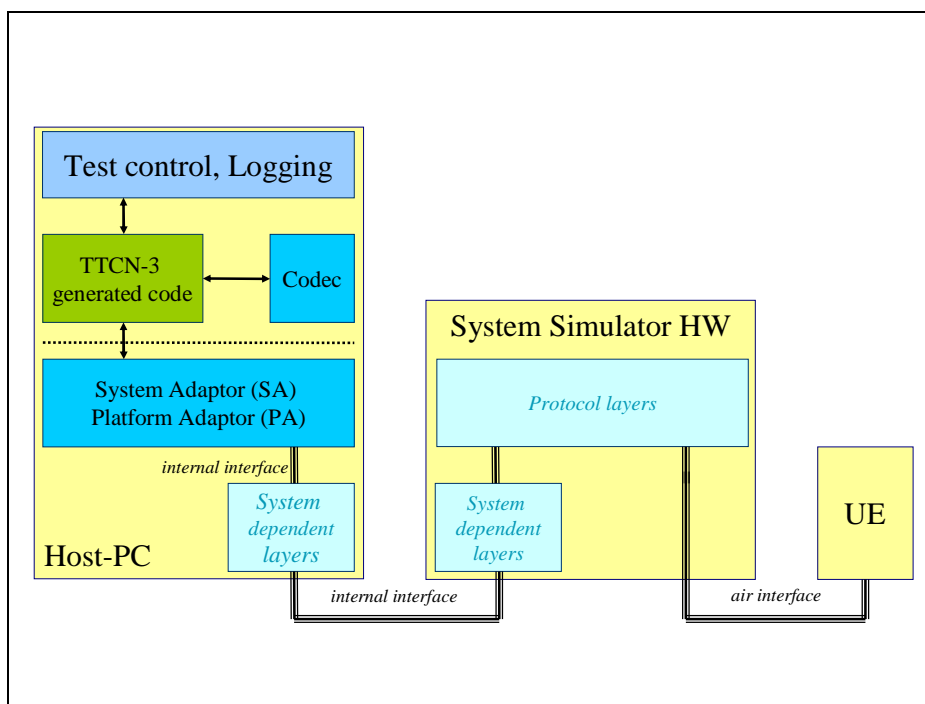 Test control, Logging
TTCN-3
generated code
Codec
System Adaptor (SA)
Platform Adaptor (PA)
internal interface
System
dependent
layers
Host-PC
internal interface
System Simulator HW
Protocol layers
System
dependent
layers
air interface
UE